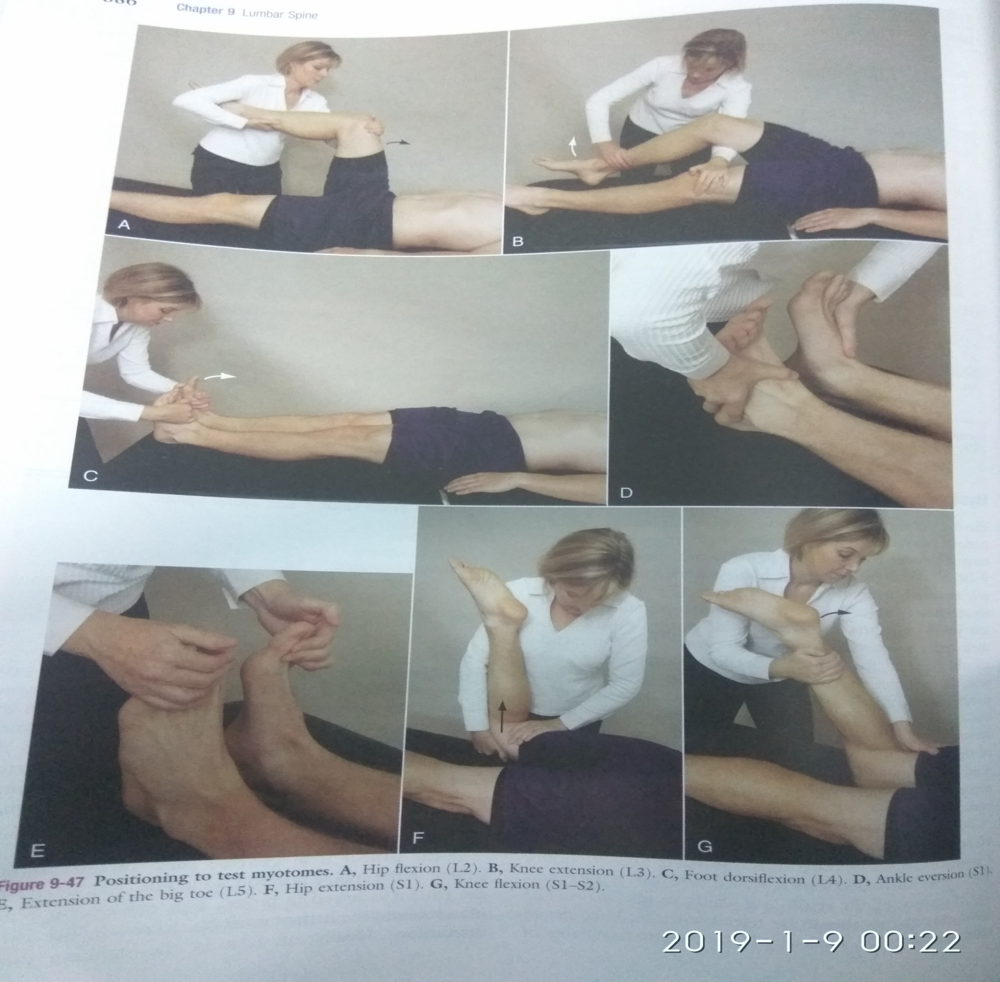 Chapter 9 Lumbar Spine
A
B
C
D
E
F
G
Figure 9-47 Positioning to test myotomes. A, Hip flexion (L2). B, Knee extension (L3). C, Foot dorsiflexion (L4). D, Ankle eversion (S1).
E, Extension of the big toe (L5). F, Hip extension (S1). G, Knee flexion (S1–S2).
2019-1-9 00:22